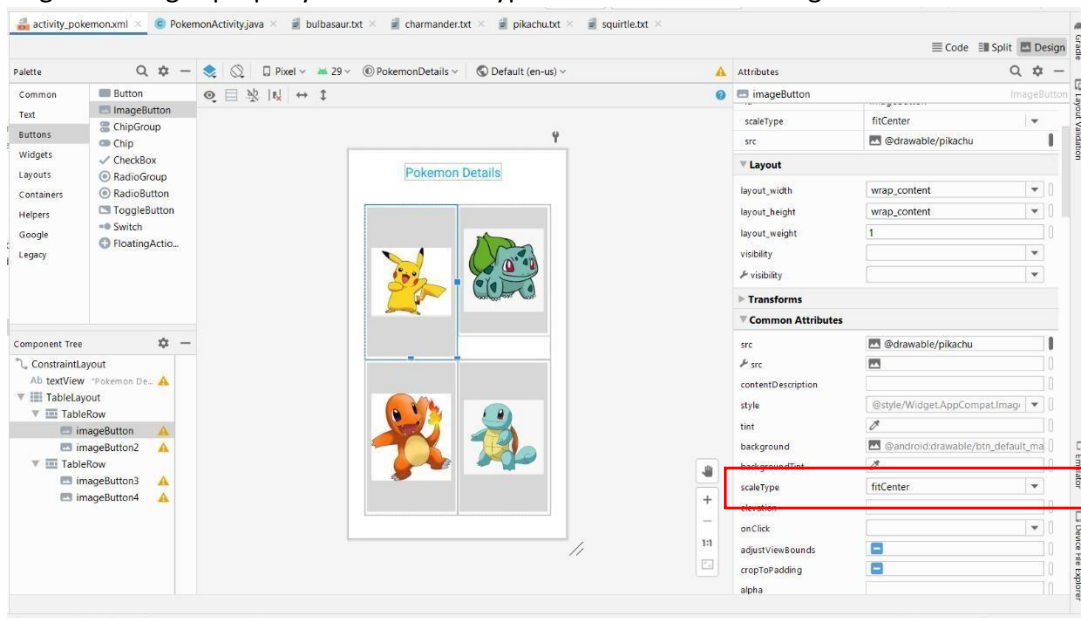 activity_pokemon.xml PokemonActivity.java bulbasaur.txt charmander.txt pikachu.txt squirtle.txt
Code Split Design
Palette Pixel 29 PokemonDetails Default (en-us) Attributes
Common
Text
Buttons
Widgets
Layouts
Containers
Helpers
Google
Legacy
Button
ImageButton
ChipGroup
Chip
CheckBox
RadioGroup
RadioButton
ToggleButton
Switch
FloatingActio...
Pokemon Details
Component Tree
ConstraintLayout
Ab textView "Pokemon De...
TableLayout
TableRow
imageButton
imageButton2
TableRow
imageButton3
imageButton4
1:1
imageButton ImageButton
scaleType fitCenter
src @drawable/pikachu
Layout
layout_width wrap_content
layout_height wrap_content
layout_weight 1
visibility
visibility
Transforms
Common Attributes
src @drawable/pikachu
src
contentDescription
style @style/Widget.AppCompat.Image
tint
background @android:drawable/btn_default_ma
backgroundTint
scaleType fitCenter
elevation
onClick
adjustViewBounds
cropToPadding
alpha
Gradle
Layout Validation
Emulator
Device File Explorer